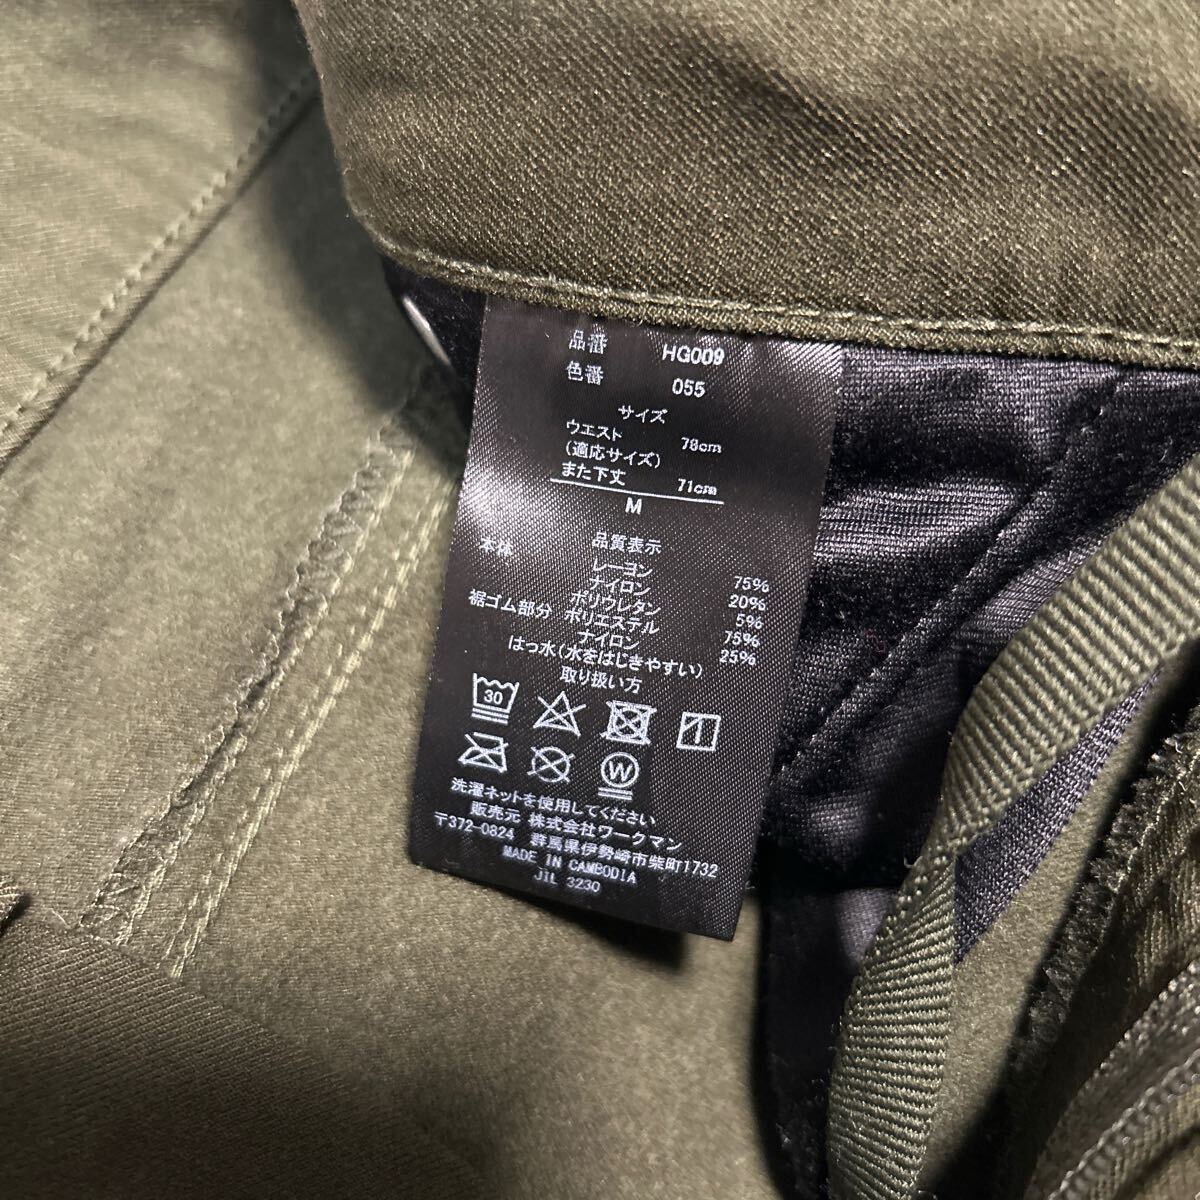 品番 HG009
色番 055
サイズ
ウエスト 78cm
(適応サイズ)
また下丈 71cm
M
品質表示
本体 レーヨン 75%
ナイロン 20%
ポリウレタン 5%
裾ゴム部分 ポリエステル 75%
ナイロン 25%
はっ水(水をはじきやすい)
取り扱い方
30
W
洗濯ネットを使用してください
販売元 株式会社ワークマン
〒372-0824 群馬県伊勢崎市柴町1732
MADE IN CAMBODIA
JIL 3230